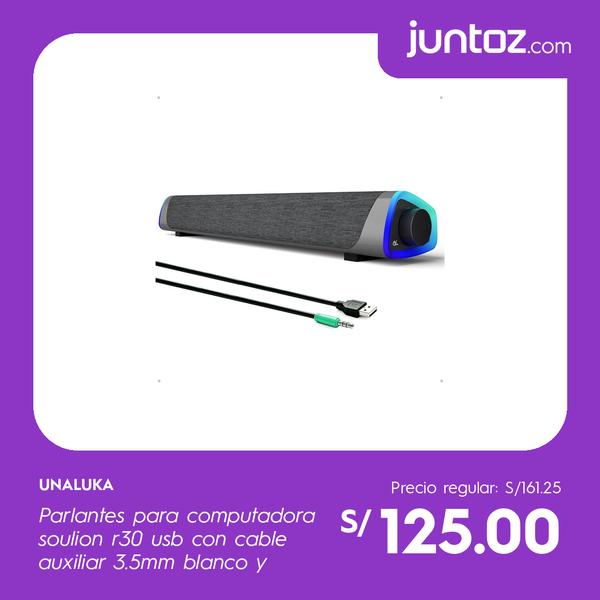 juntoz.com
UNALUKA
Parlantes para computadora
soulion r30 usb con cable
auxiliar 3.5mm blanco y
Precio regular: S/161.25
S/125.00